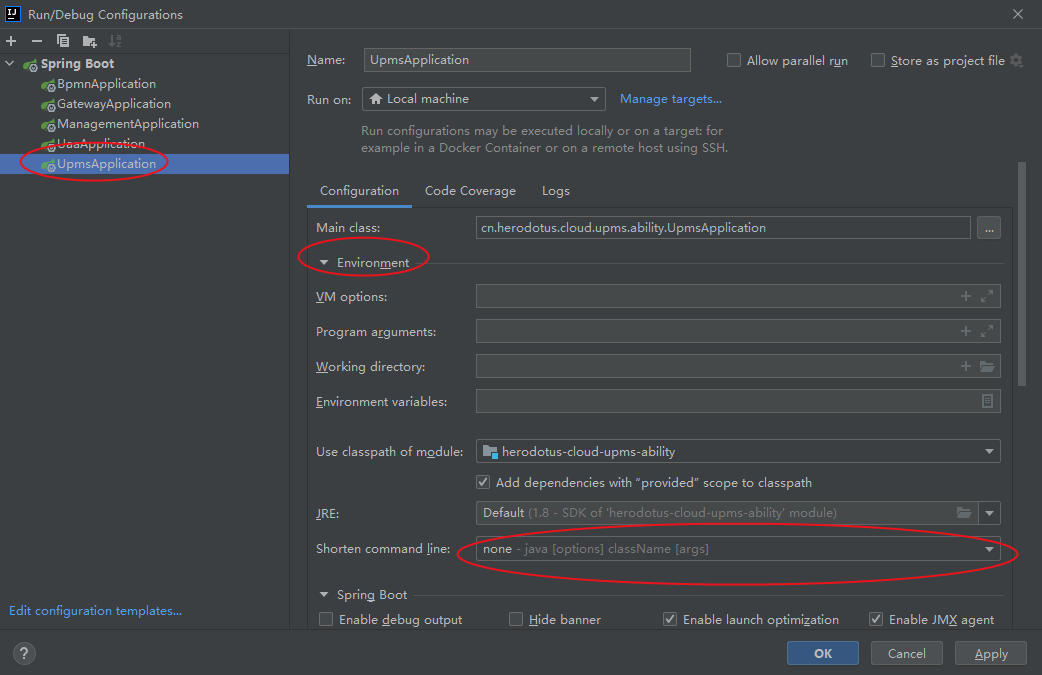 Run/Debug Configurations
Spring Boot
BpmnApplication
GatewayApplication
ManagementApplication
UaaApplication
UpmsApplication
Edit configuration templates...
Name: UpmsApplication Allow parallel run Store as project file
Run on: Local machine Manage targets...
Run configurations may be executed locally or on a target: for
example in a Docker Container or on a remote host using SSH.
Configuration Code Coverage Logs
Main class: cn.herodotus.cloud.upms.ability.UpmsApplication ...
Environment
VM options:
Program arguments:
Working directory:
Environment variables:
Use classpath of module: herodotus-cloud-upms-ability
Add dependencies with “provided” scope to classpath
JRE: Default (1.8 - SDK of 'herodotus-cloud-upms-ability' module)
Shorten command line: none - java [options] className [args]
Spring Boot
Enable debug output Hide banner Enable launch optimization Enable JMX agent
? OK Cancel Apply